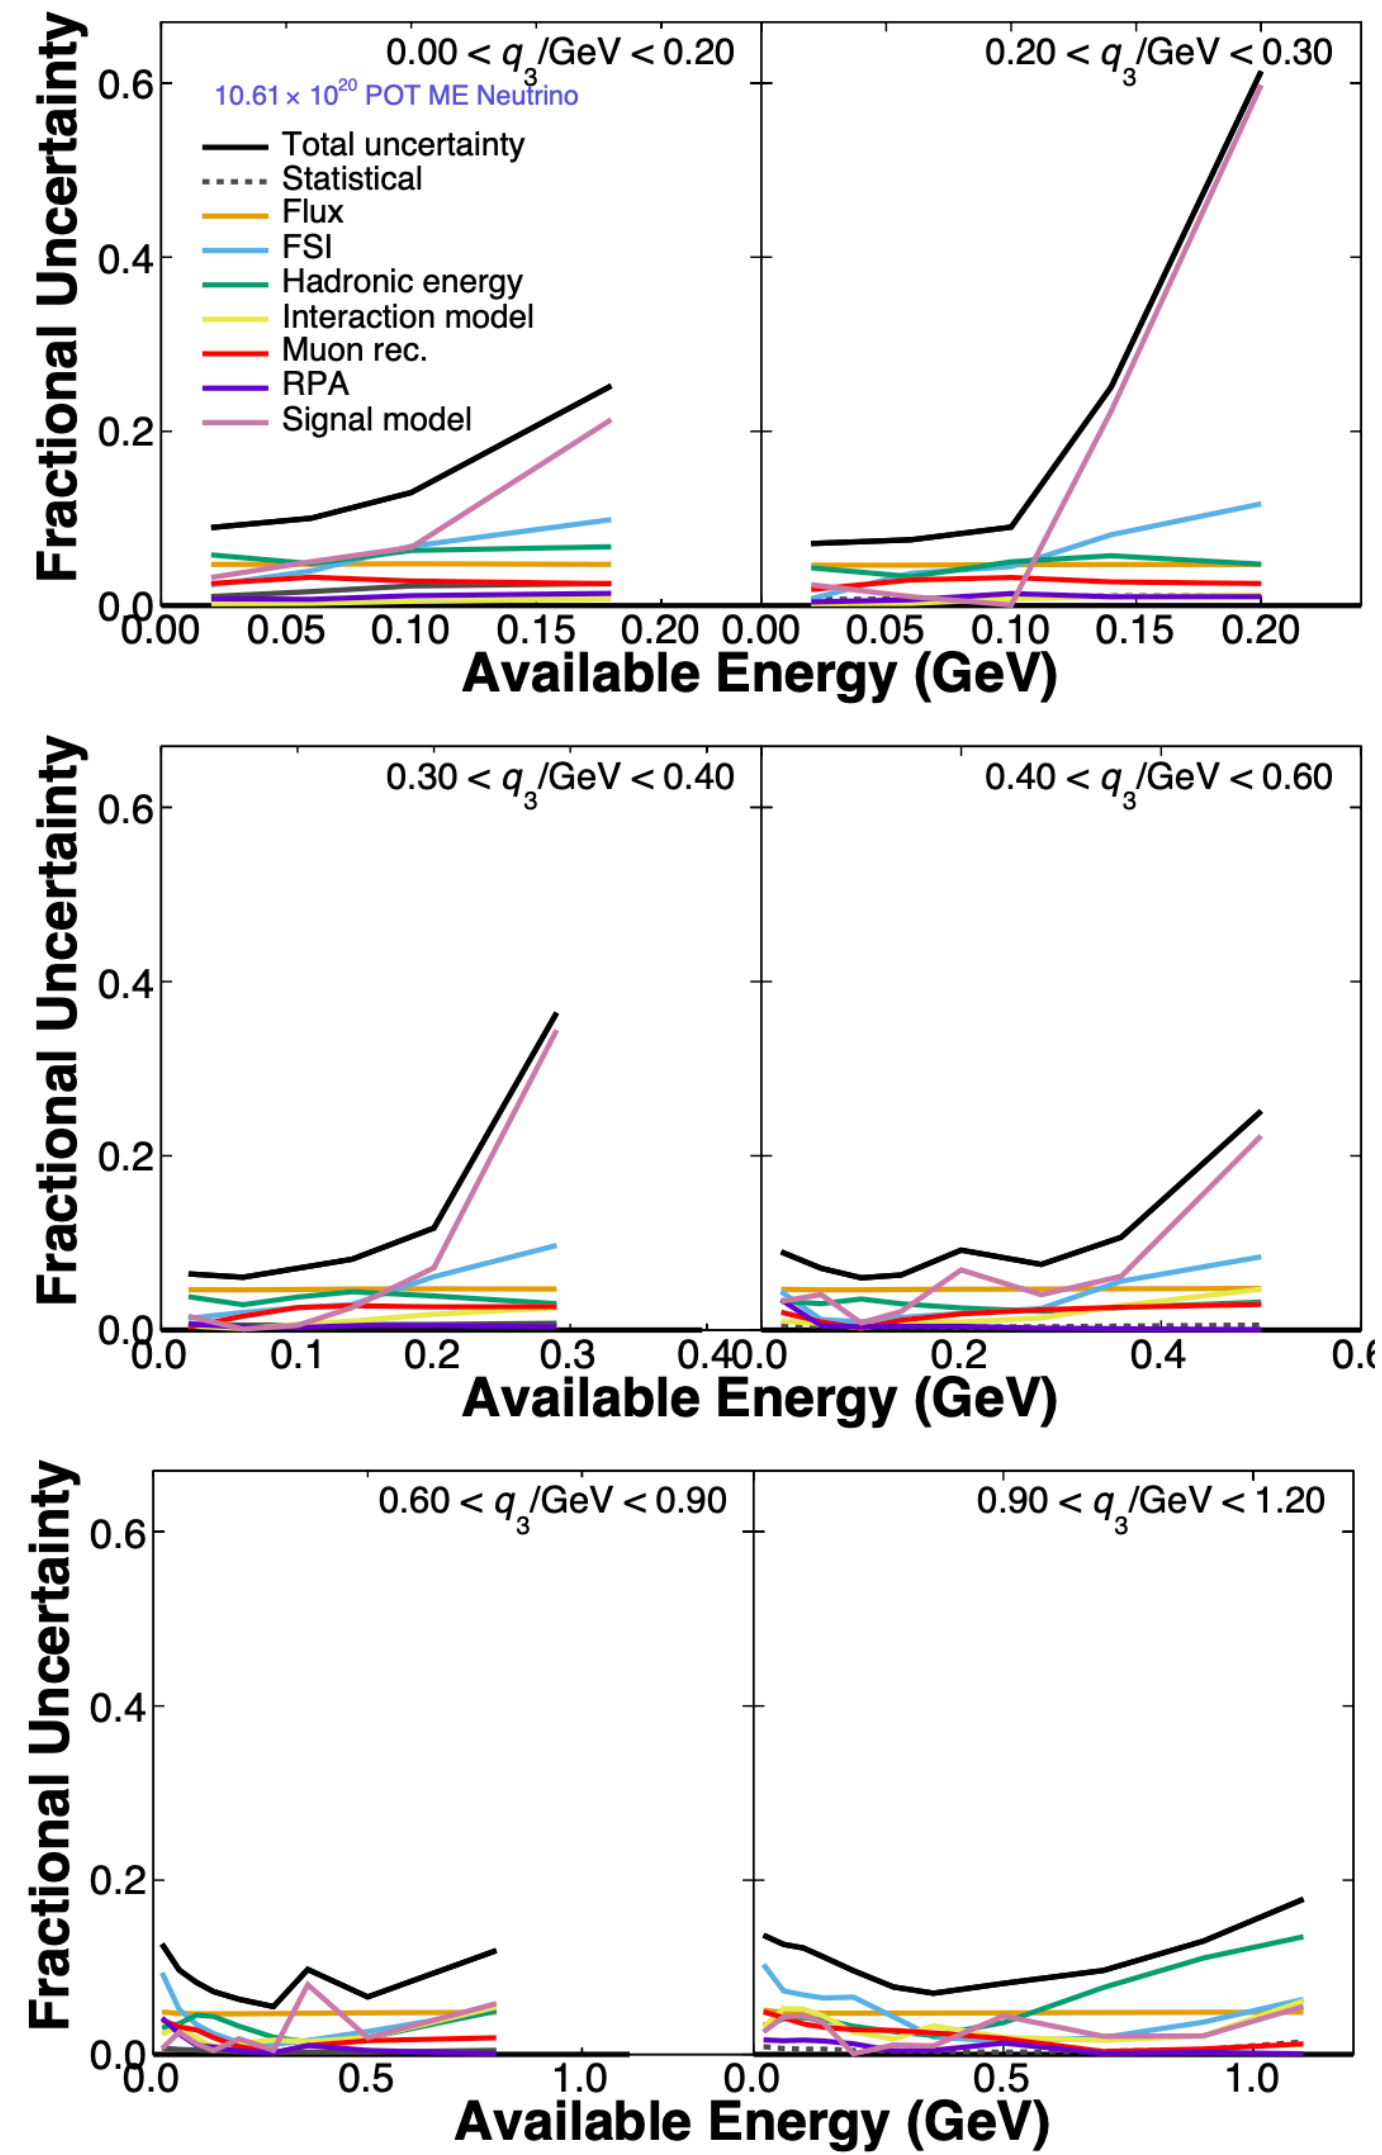 0.00 < q3/GeV < 0.20
0.20 < q3/GeV < 0.30
10.61 × 10^20 POT ME Neutrino
Total uncertainty
Statistical
Flux
FSI
Hadronic energy
Interaction model
Muon rec.
RPA
Signal model
Fractional Uncertainty
0.6
0.4
0.2
0.0
0.00 0.05 0.10 0.15 0.20 0.00 0.05 0.10 0.15 0.20
Available Energy (GeV)
0.30 < q3/GeV < 0.40
0.40 < q3/GeV < 0.60
Fractional Uncertainty
0.6
0.4
0.2
0.0
0.0 0.1 0.2 0.3 0.4 0.0 0.2 0.4 0.6
Available Energy (GeV)
0.60 < q3/GeV < 0.90
0.90 < q3/GeV < 1.20
Fractional Uncertainty
0.6
0.4
0.2
0.0
0.0 0.5 1.0 0.0 0.5 1.0
Available Energy (GeV)